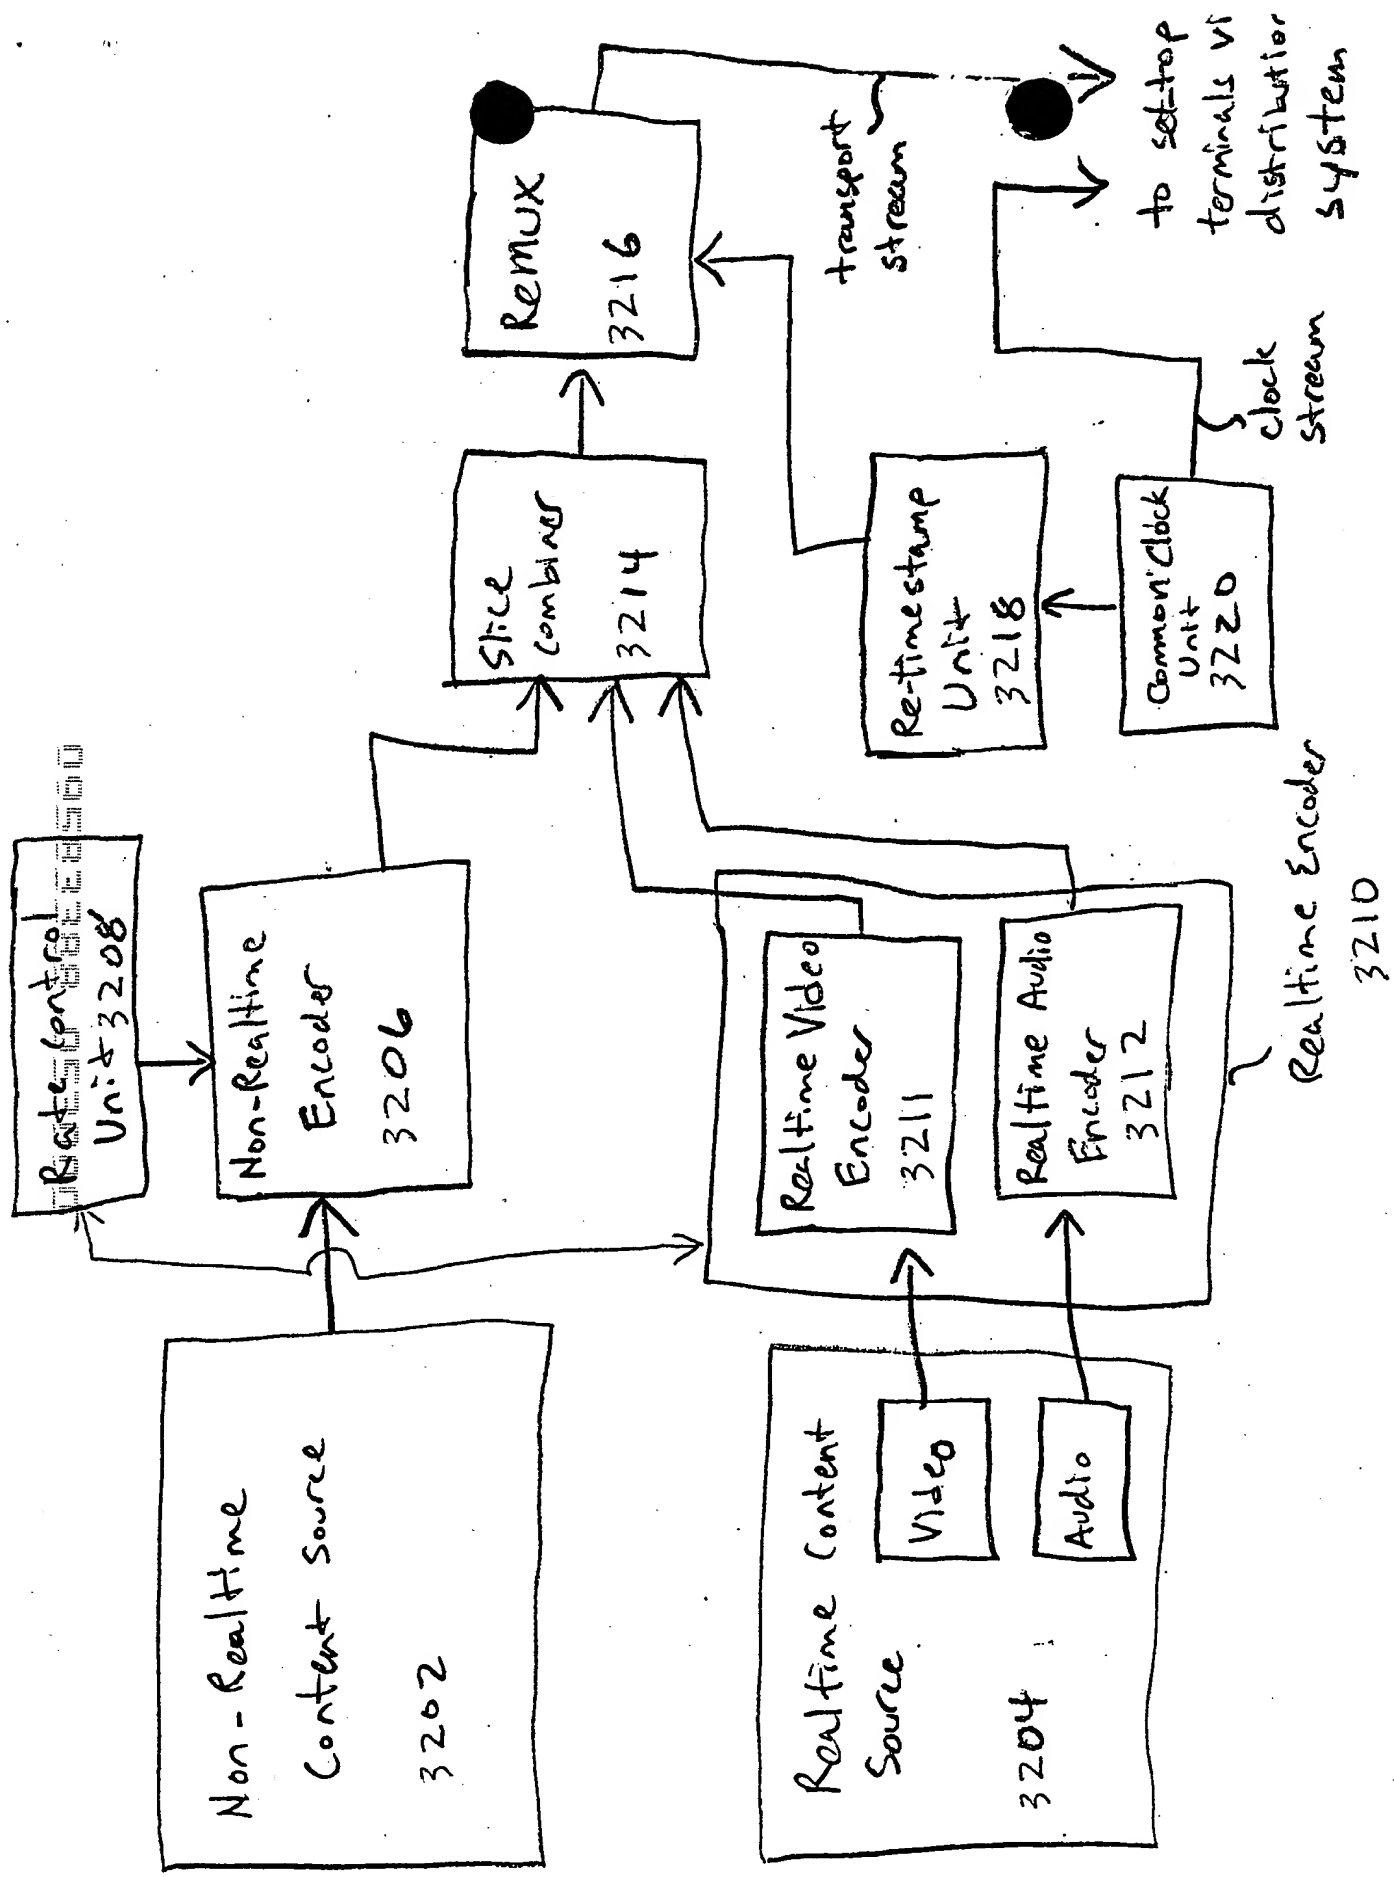 Rate Control
Unit 3208
Non-Realtime
Content Source
3202
Non-Realtime
Encoder
3206
Slice
Combiner
3214
ReMUX
3216
transport
stream
Realtime Content
Source
3204
Video
Audio
Realtime Video
Encoder
3211
Realtime Audio
Encoder
3212
Realtime Encoder
3210
Re-timestamp
Unit
3218
Common Clock
Unit
3220
clock
stream
to set-top
terminals vi
distribution
system